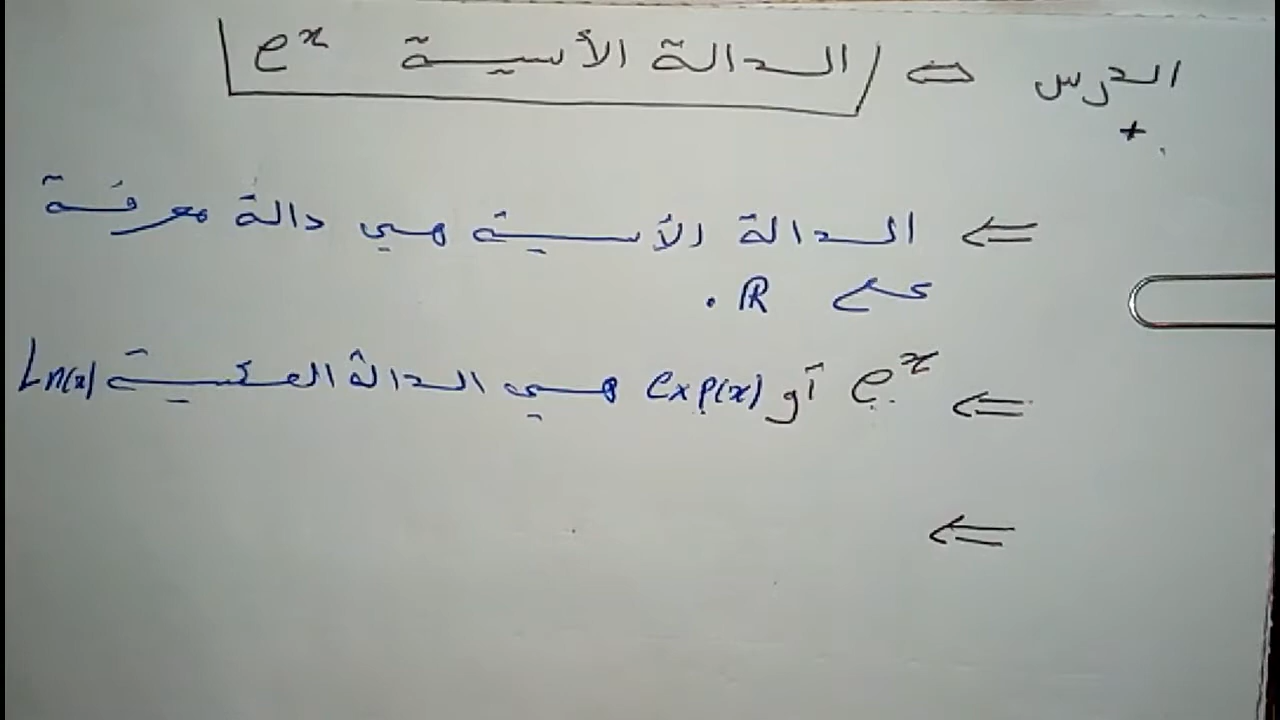 الدرس ⇔ الدالة الأسية e^x
+
⇐ الدالة الأسية هي دالة معرفة
على ℝ .
⇐ e^x أو exp(x) هي الدالة العكسية Ln(x)
⇐